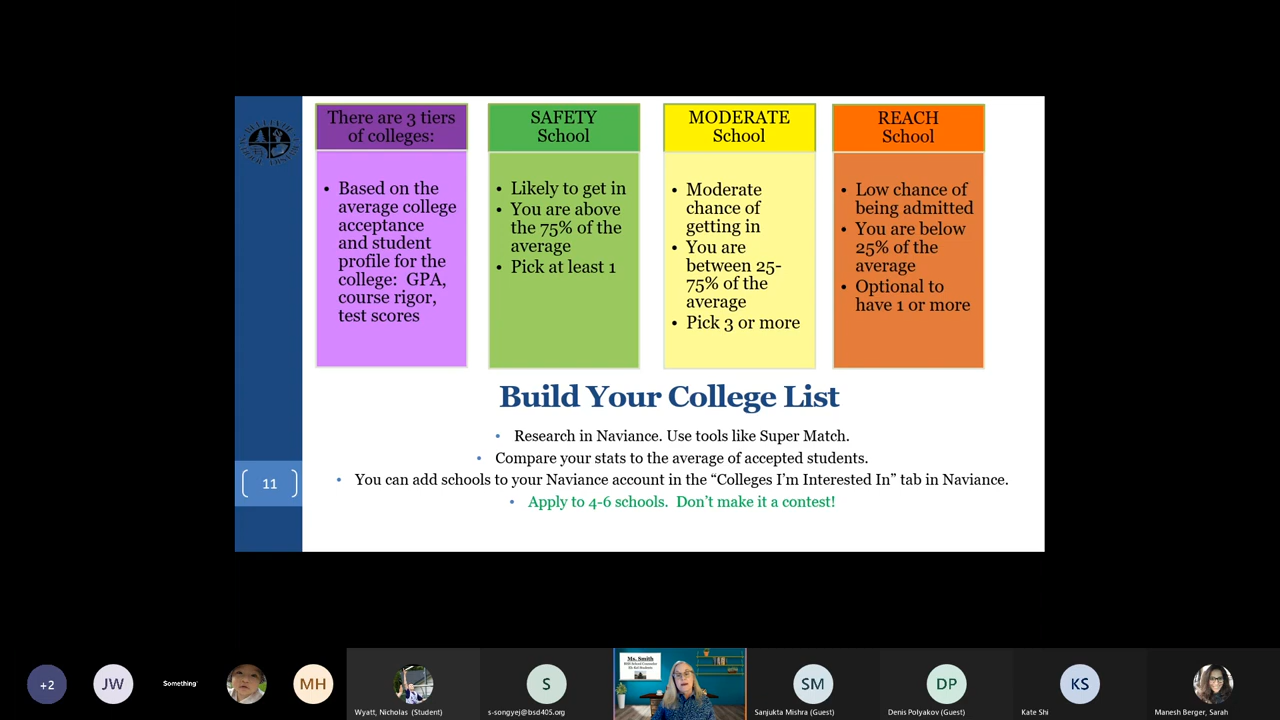 There are 3 tiers
of colleges:
• Based on the
average college
acceptance
and student
profile for the
college: GPA,
course rigor,
test scores
SAFETY
School
• Likely to get in
• You are above
the 75% of the
average
• Pick at least 1
MODERATE
School
• Moderate
chance of
getting in
• You are
between 25-
75% of the
average
• Pick 3 or more
REACH
School
• Low chance of
being admitted
• You are below
25% of the
average
• Optional to
have 1 or more
Build Your College List
• Research in Naviance. Use tools like Super Match.
• Compare your stats to the average of accepted students.
• You can add schools to your Naviance account in the “Colleges I’m Interested In” tab in Naviance.
• Apply to 4-6 schools. Don’t make it a contest!
11
+2
JW
Something
MH
Wyatt, Nicholas (Student)
S
s-songyej@bsd405.org
Ms. Smith
SM
Sanjukta Mishra (Guest)
DP
Denis Polyakov (Guest)
KS
Kate Shi
Manesh Berger, Sarah